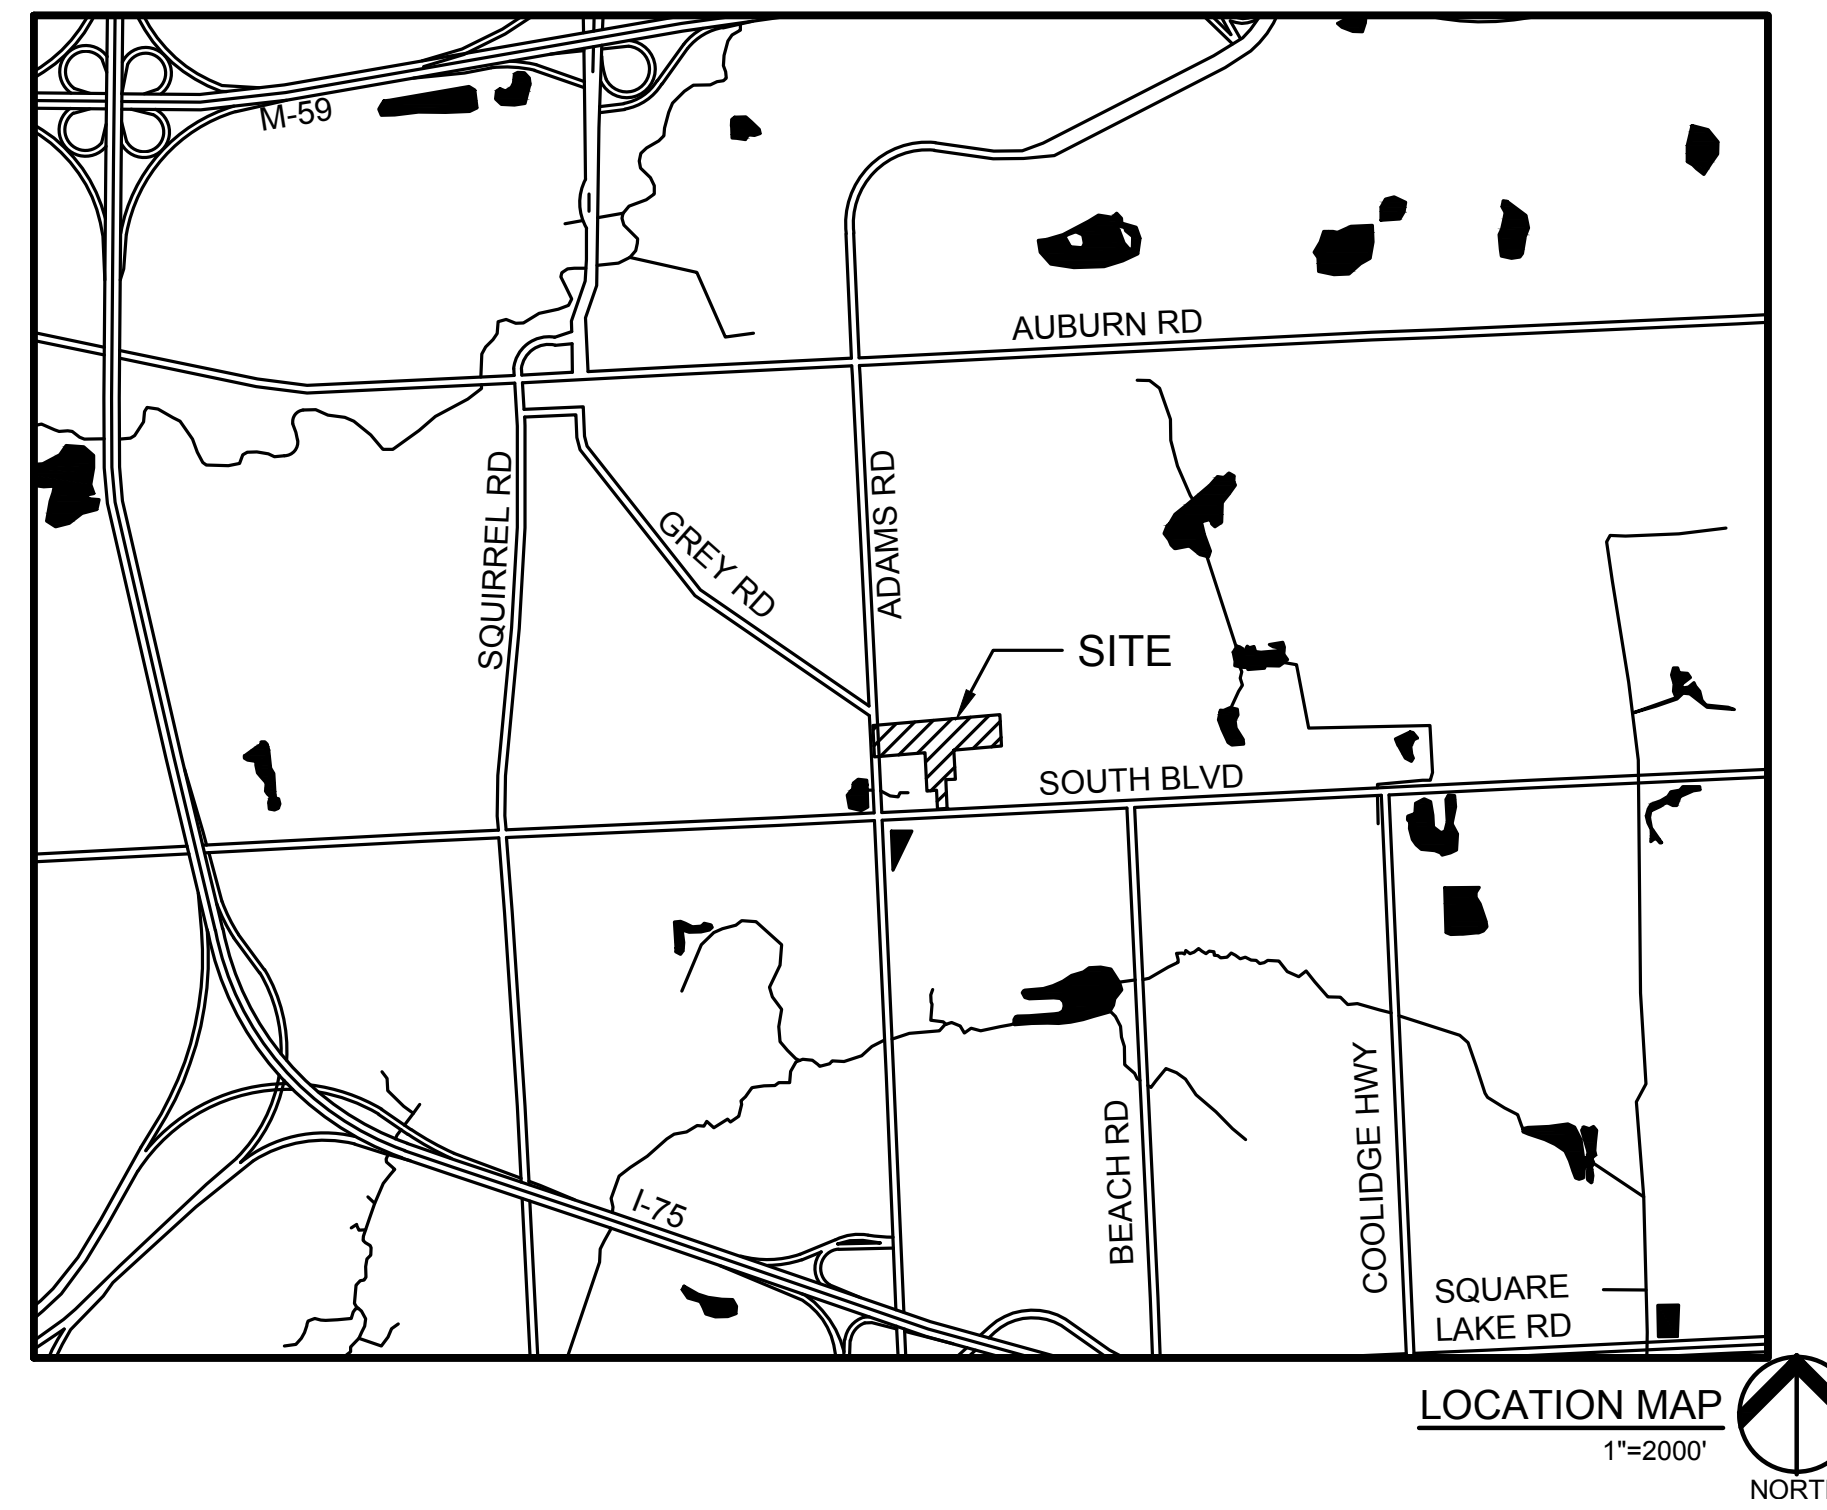 M-59
AUBURN RD
SQUIRREL RD
GREY RD
ADAMS RD
SITE
SOUTH BLVD
BEACH RD
COOLIDGE HWY
I-75
SQUARE
LAKE RD
LOCATION MAP
1"=2000'
NORTH